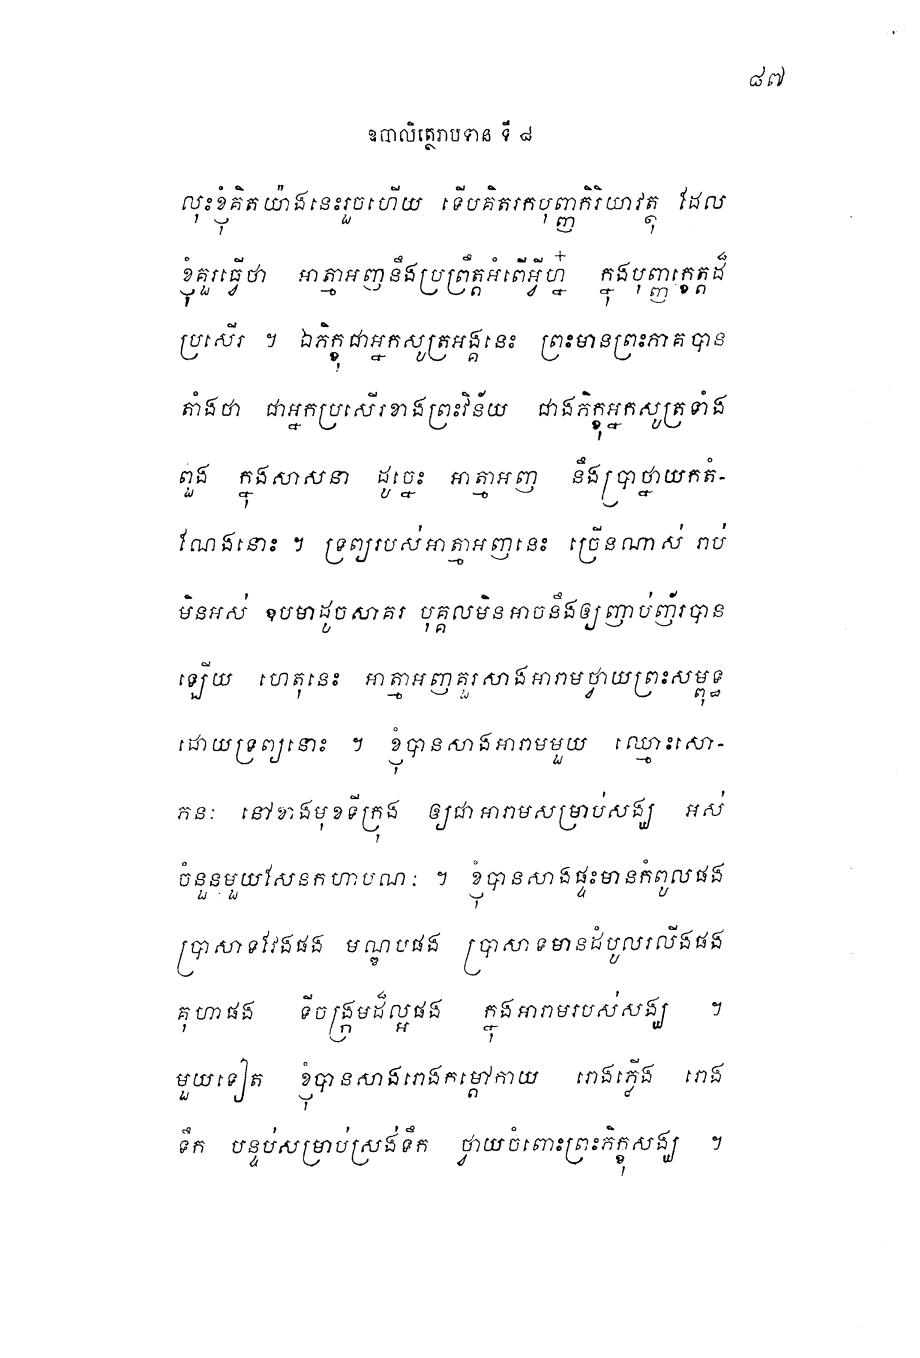 ៨៧
ឧបាលិត្ថេរាបទាន ទី ៨
លុះខ្ញុំគិតយ៉ាងនេះរួចហើយ ទើបគិតរកបុញ្ញកិរិយាវត្ថុ ដែល
ខ្ញុំគួរធ្វើថា អាត្មាអញនឹងប្រព្រឹត្តអំពើអ្វីហ្ន៎ ក្នុងបុញ្ញក្ខេត្តដ៏
ប្រសើរ ។ ឯភិក្ខុជាអ្នកសូត្រអង្គនេះ ព្រះមានព្រះភាគបាន
តាំងថា ជាអ្នកប្រសើរខាងព្រះវិន័យ ជាងភិក្ខុអ្នកសូត្រទាំង
ពួង ក្នុងសាសនា ដូច្នេះ អាត្មាអញ នឹងប្រាថ្នាយកតំ-
ណែងនោះ ។ ទ្រព្យរបស់អាត្មាអញនេះ ច្រើនណាស់ រាប់
មិនអស់ ឧបមាដូចសាគរ បុគ្គលមិនអាចនឹងឲ្យញាប់ញ័របាន
ឡើយ ហេតុនេះ អាត្មាអញគួរសាងអារាមថ្វាយព្រះសម្ពុទ្ធ
ដោយទ្រព្យនោះ ។ ខ្ញុំបានសាងអារាមមួយ ឈ្មោះសោ-
ភនៈ នៅខាងមុខទីក្រុង ឲ្យជាអារាមសម្រាប់សង្ឃ អស់
ចំនួនមួយសែនកហាបណៈ ។ ខ្ញុំបានសាងផ្ទះមានកំពូលផង
ប្រាសាទវែងផង មណ្ឌបផង ប្រាសាទមានដំបូលរលីងផង
គុហាផង ទីចង្ក្រមដ៏ល្អផង ក្នុងអារាមរបស់សង្ឃ ។
មួយទៀត ខ្ញុំបានសាងរោងកម្តៅកាយ រោងភ្លើង រោង
ទឹក បន្ទប់សម្រាប់ស្រង់ទឹក ថ្វាយចំពោះព្រះភិក្ខុសង្ឃ ។